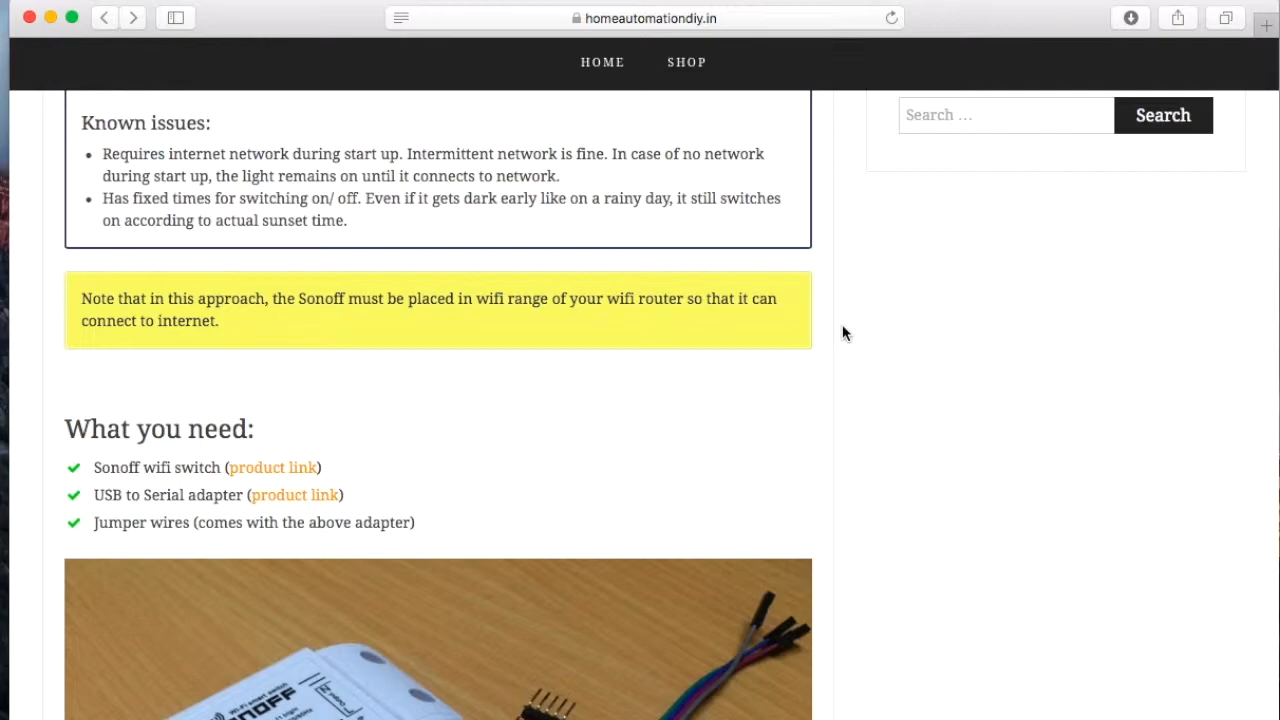 homeautomationdiy.in
HOME SHOP
Known issues:
Requires internet network during start up. Intermittent network is fine. In case of no network
during start up, the light remains on until it connects to network.
Has fixed times for switching on/ off. Even if it gets dark early like on a rainy day, it still switches
on according to actual sunset time.
Search ...
Search
Note that in this approach, the Sonoff must be placed in wifi range of your wifi router so that it can
connect to internet.
What you need:
Sonoff wifi switch (product link)
USB to Serial adapter (product link)
Jumper wires (comes with the above adapter)